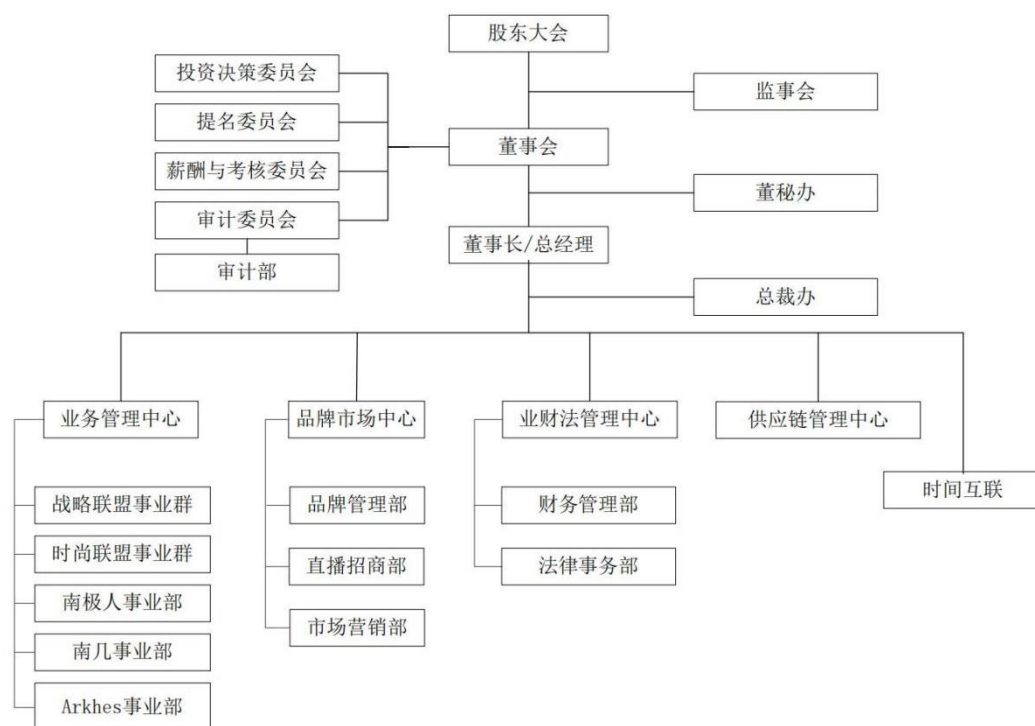 股东大会
投资决策委员会
监事会
提名委员会
董事会
薪酬与考核委员会
董秘办
审计委员会
董事长/总经理
审计部
总裁办
业务管理中心
品牌市场中心
业财法管理中心
供应链管理中心
时间互联
战略联盟事业群
品牌管理部
财务管理部
时尚联盟事业群
直播招商部
法律事务部
南极人事业部
市场营销部
南几事业部
Arkhes事业部